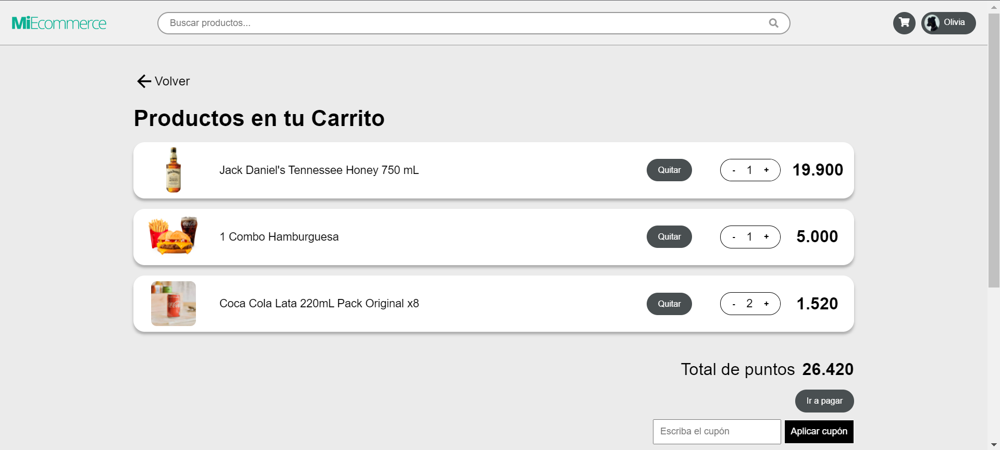 MiEcommerce
Buscar productos...
Olivia
Volver
Productos en tu Carrito
Jack Daniel's Tennessee Honey 750 mL
Quitar
- 1 +
19.900
1 Combo Hamburguesa
Quitar
- 1 +
5.000
Coca Cola Lata 220mL Pack Original x8
Quitar
- 2 +
1.520
Total de puntos 26.420
Ir a pagar
Escriba el cupón
Aplicar cupón